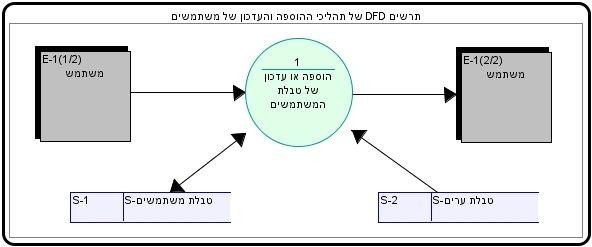 תרשים DFD של תהליכי ההוספה והעדכון של משתמשים
E-1(1/2)
משתמש
1
הוספה או עדכון
של טבלת
המשתמשים
E-1(2/2)
משתמש
S-1
S-טבלת משתמשים
S-2
S-טבלת ערים